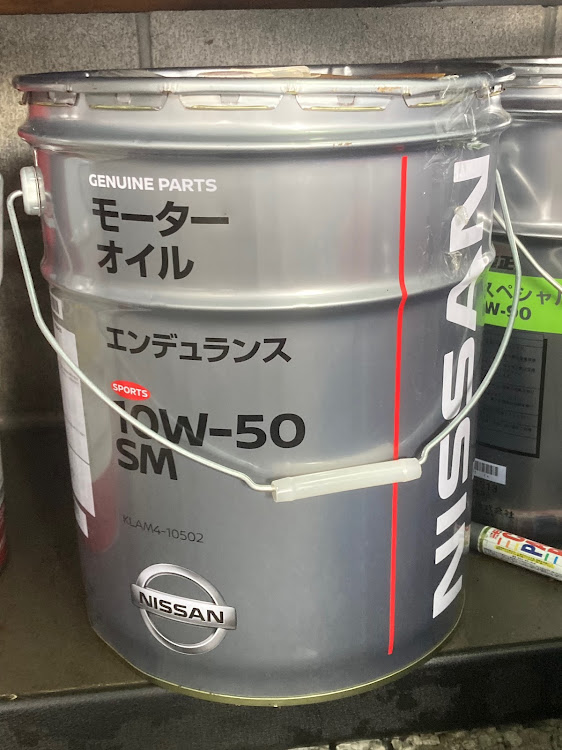 GENUINE PARTS
モーター
オイル
エンデュランス
SPORTS
10W-50
SM
KLAM4-10502
NISSAN
NISSAN
スペシャル
W-90